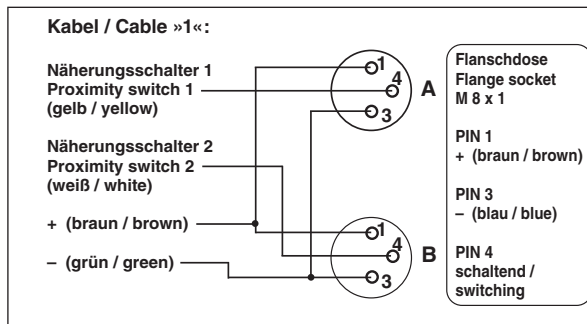 Kabel / Cable »1«:
Näherungsschalter 1
Proximity switch 1
(gelb / yellow)
Näherungsschalter 2
Proximity switch 2
(weiß / white)
+ (braun / brown)
– (grün / green)
1
4
3
A
1
4
3
B
Flanschdose
Flange socket
M 8 x 1
PIN 1
+ (braun / brown)
PIN 3
– (blau / blue)
PIN 4
schaltend /
switching